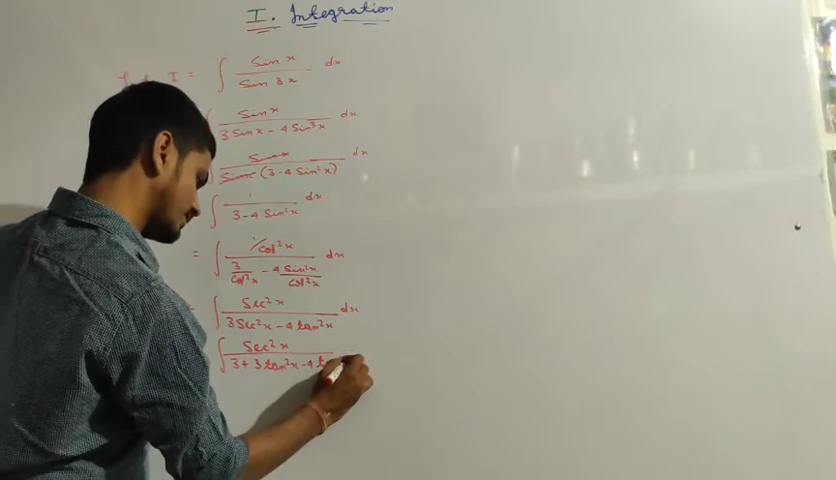 I. Integration
I = ∫ Sin x / Sin 3x dx
∫ Sin x / 3 Sin x - 4 Sin³x dx
∫ Sin x / Sin x (3 - 4 Sin²x) dx
∫ 1 / 3 - 4 Sin²x dx
= ∫ 1/Cos²x / 3/Cos²x - 4 Sin²x/Cos²x dx
= ∫ Sec²x / 3 Sec²x - 4 tan²x dx
∫ Sec²x / 3 + 3 tan²x - 4